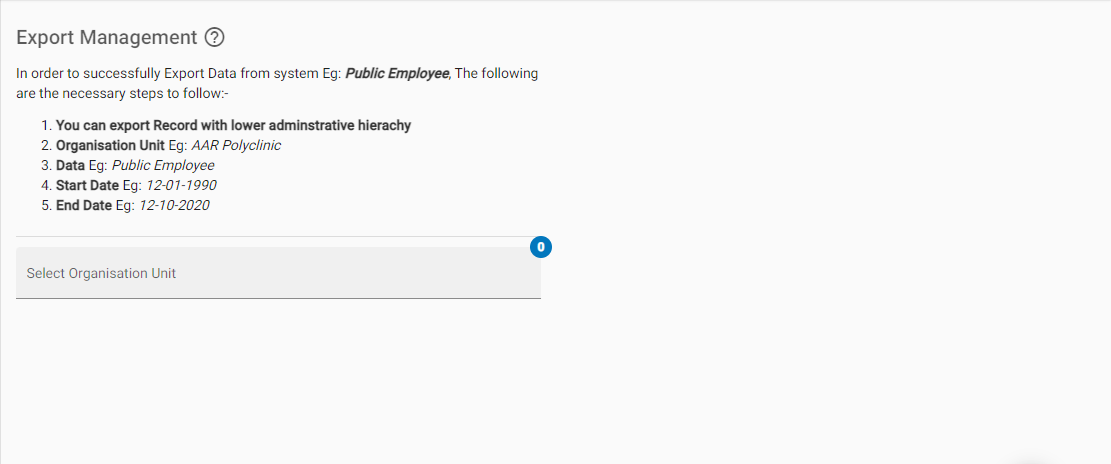 Export Management
In order to successfully Export Data from system Eg: Public Employee, The following
are the necessary steps to follow:-
1. You can export Record with lower adminstrative hierachy
2. Organisation Unit Eg: AAR Polyclinic
3. Data Eg: Public Employee
4. Start Date Eg: 12-01-1990
5. End Date Eg: 12-10-2020
0
Select Organisation Unit